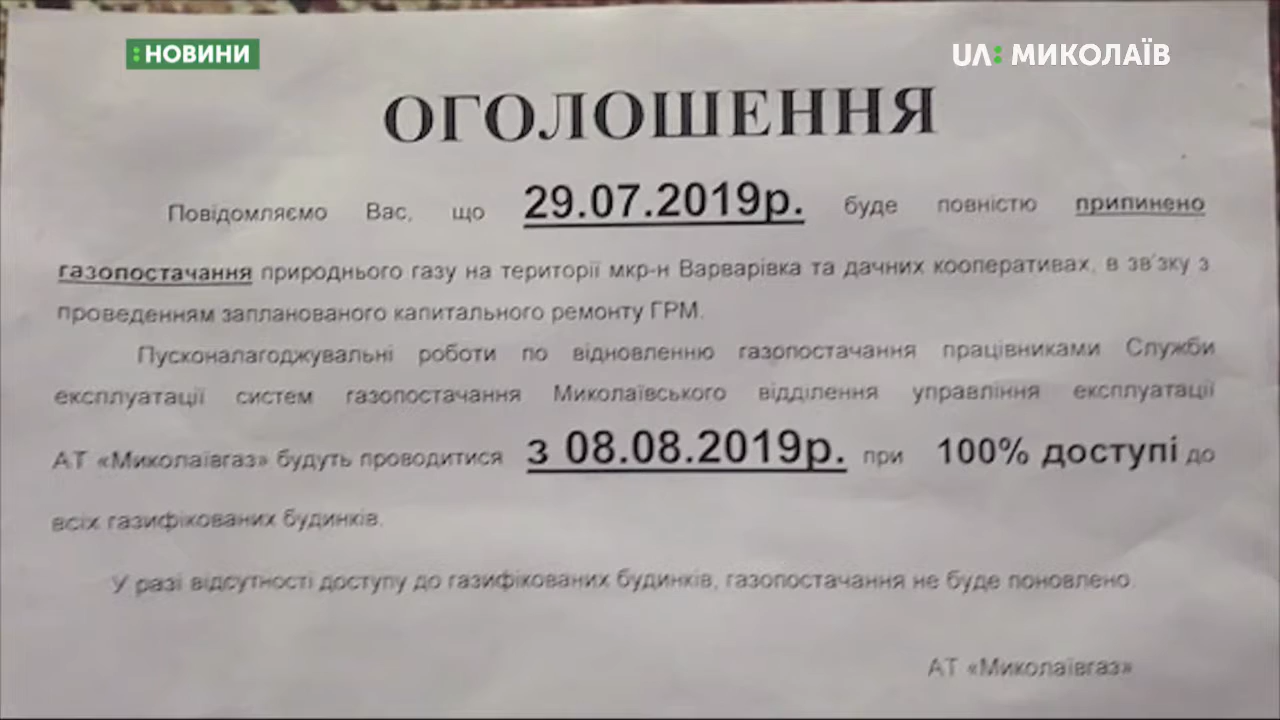 :НОВИНИ
UA: МИКОЛАЇВ
ОГОЛОШЕННЯ
Повідомляємо Вас, що 29.07.2019р. буде повністю припинено
газопостачання природнього газу на території мкр-н Варварівка та дачних кооперативах, в зв'зку з
проведенням запланованого капітального ремонту ГРМ.
Пусконалагоджувальні роботи по відновленню газопостачання працівниками Служби
експлуатації систем газопостачання Миколаївського відділення управління експлуатації
АТ «Миколаївгаз» будуть проводитися з 08.08.2019р. при 100% доступі до
всіх газифікованих будинків.
У разі відсутності доступу до газифікованих будинків, газопостачання не буде поновлено.
АТ «Миколаївгаз»